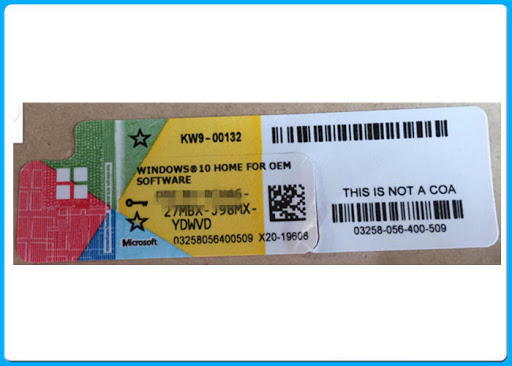 KW9-00132
WINDOWS®10 HOME FOR OEM
SOFTWARE
27MBX-J98MX-
YDWVD
Microsoft
03258056400509 X20-19608
THIS IS NOT A COA
03258-056-400-509